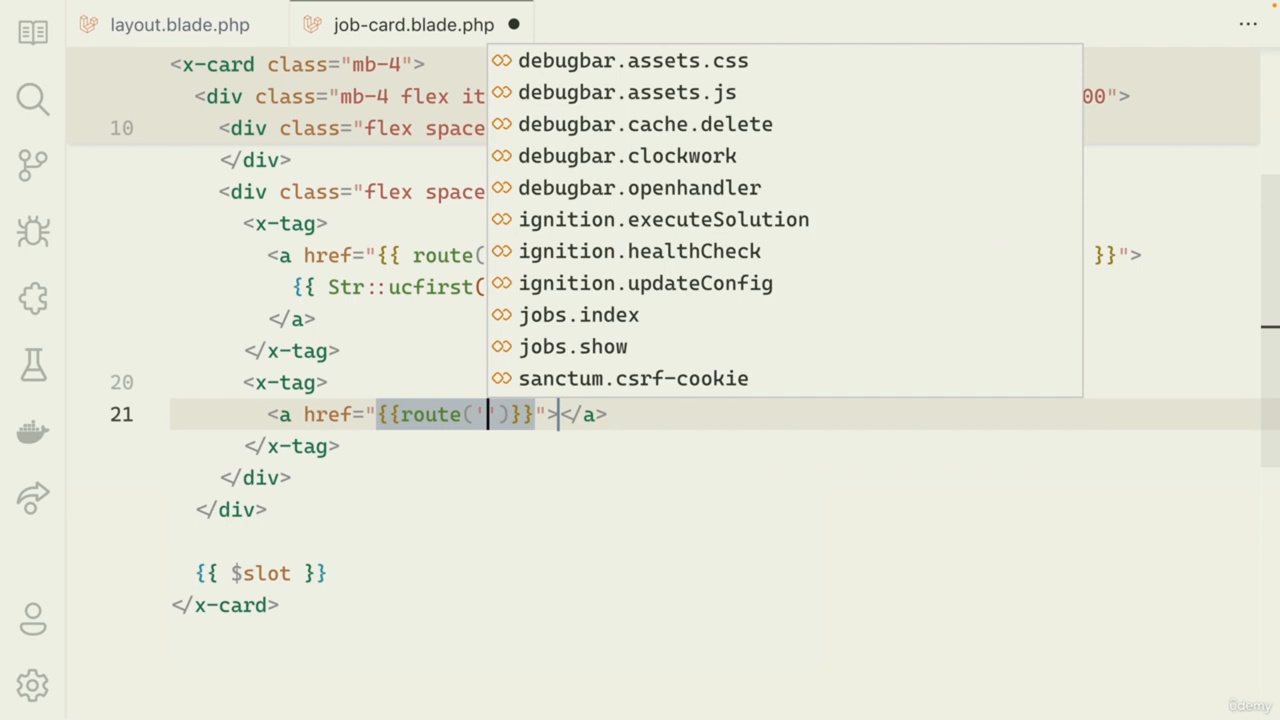 layout.blade.php
job-card.blade.php
<x-card class="mb-4">
<div class="mb-4 flex it 00">
10 <div class="flex space
</div>
<div class="flex space
<x-tag>
<a href="{{ route( }}">
{{ Str::ucfirst(
</a>
</x-tag>
20 <x-tag>
21 <a href="{{route('')}}"></a>
</x-tag>
</div>
</div>
{{ $slot }}
</x-card>
debugbar.assets.css
debugbar.assets.js
debugbar.cache.delete
debugbar.clockwork
debugbar.openhandler
ignition.executeSolution
ignition.healthCheck
ignition.updateConfig
jobs.index
jobs.show
sanctum.csrf-cookie
ûdemy